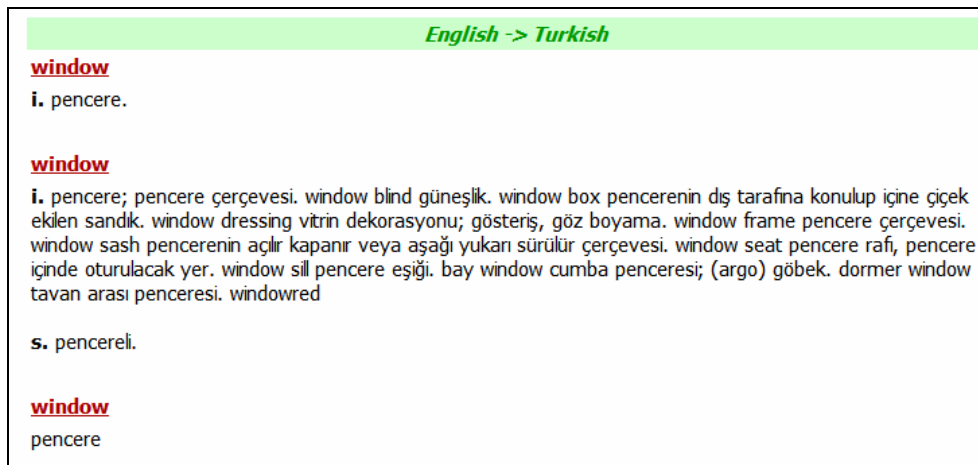 English -> Turkish
window
i. pencere.
window
i. pencere; pencere çerçevesi. window blind güneşlik. window box pencerenin dış tarafına konulup içine çiçek
ekilen sandık. window dressing vitrin dekorasyonu; gösteriş, göz boyama. window frame pencere çerçevesi.
window sash pencerenin açılır kapanır veya aşağı yukarı sürülür çerçevesi. window seat pencere rafı, pencere
içinde oturulacak yer. window sill pencere eşiği. bay window cumba penceresi; (argo) göbek. dormer window
tavan arası penceresi. windowred
s. pencereli.
window
pencere